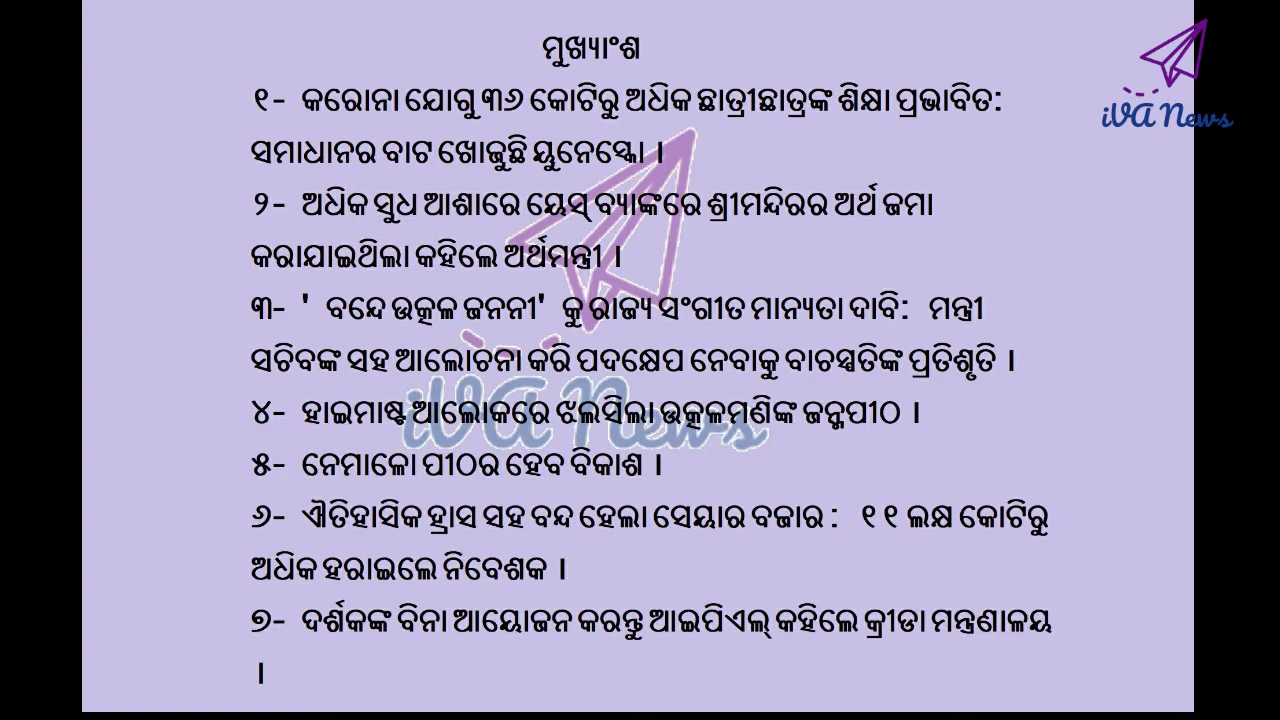 ମୁଖ୍ୟାଂଶ
୧- କରୋନା ଯୋଗୁ ୩୬ କୋଟିରୁ ଅଧିକ ଛାତ୍ରୀଛାତ୍ରଙ୍କ ଶିକ୍ଷା ପ୍ରଭାବିତ:
ସମାଧାନର ବାଟ ଖୋଜୁଛି ୟୁନେସ୍କୋ ।
୨- ଅଧିକ ସୁଧ ଆଶାରେ ୟେସ୍ ବ୍ୟାଙ୍କରେ ଶ୍ରୀମନ୍ଦିରର ଅର୍ଥ ଜମା
କରାଯାଇଥିଲା କହିଲେ ଅର୍ଥମନ୍ତ୍ରୀ ।
୩- ' ବନ୍ଦେ ଉତ୍କଳ ଜନନୀ' କୁ ରାଜ୍ୟ ସଂଗୀତ ମାନ୍ୟତା ଦାବି: ମନ୍ତ୍ରୀ
ସଚିବଙ୍କ ସହ ଆଲୋଚନା କରି ପଦକ୍ଷେପ ନେବାକୁ ବାଚସ୍ପତିଙ୍କ ପ୍ରତିଶୃତି ।
୪- ହାଇମାଷ୍ଟ ଆଲୋକରେ ଝଲସିଲା ଉତ୍କଳମଣିଙ୍କ ଜନ୍ମପୀଠ ।
୫- ନେମାଳୋ ପୀଠର ହେବ ବିକାଶ ।
୬- ଐତିହାସିକ ହ୍ରାସ ସହ ବନ୍ଦ ହେଲା ସେୟାର ବଜାର : ୧୧ ଲକ୍ଷ କୋଟିରୁ
ଅଧିକ ହରାଇଲେ ନିବେଶକ ।
୭- ଦର୍ଶକଙ୍କ ବିନା ଆୟୋଜନ କରନ୍ତୁ ଆଇପିଏଲ୍ କହିଲେ କ୍ରୀଡା ମନ୍ତ୍ରଣାଳୟ
।
iVA News
iVA News